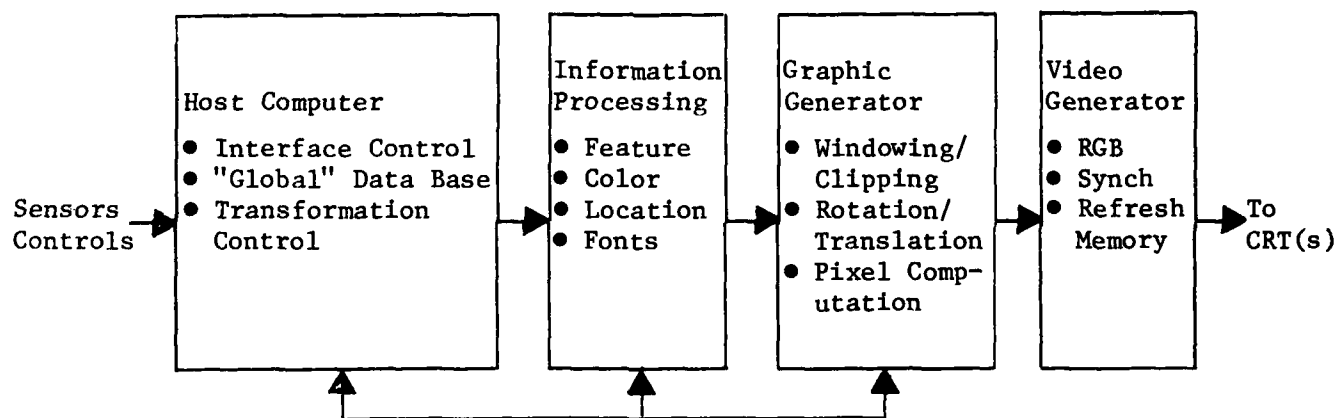 Sensors
Controls
Host Computer
● Interface Control
● "Global" Data Base
● Transformation
Control
Information
Processing
● Feature
● Color
● Location
● Fonts
Graphic
Generator
● Windowing/
Clipping
● Rotation/
Translation
● Pixel Comp-
utation
Video
Generator
● RGB
● Synch
● Refresh
Memory
To
CRT(s)